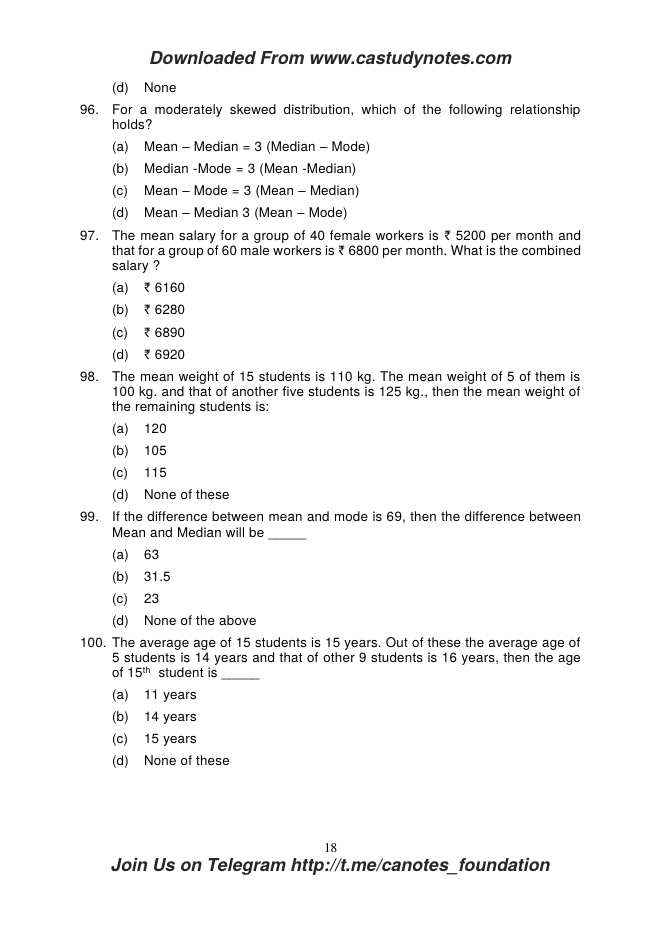 Downloaded From www.castudynotes.com
(d) None
96. For a moderately skewed distribution, which of the following relationship
holds?
(a) Mean – Median = 3 (Median – Mode)
(b) Median -Mode = 3 (Mean -Median)
(c) Mean – Mode = 3 (Mean – Median)
(d) Mean – Median 3 (Mean – Mode)
97. The mean salary for a group of 40 female workers is ₹ 5200 per month and
that for a group of 60 male workers is ₹ 6800 per month. What is the combined
salary ?
(a) ₹ 6160
(b) ₹ 6280
(c) ₹ 6890
(d) ₹ 6920
98. The mean weight of 15 students is 110 kg. The mean weight of 5 of them is
100 kg. and that of another five students is 125 kg., then the mean weight of
the remaining students is:
(a) 120
(b) 105
(c) 115
(d) None of these
99. If the difference between mean and mode is 69, then the difference between
Mean and Median will be _____
(a) 63
(b) 31.5
(c) 23
(d) None of the above
100. The average age of 15 students is 15 years. Out of these the average age of
5 students is 14 years and that of other 9 students is 16 years, then the age
of 15th student is _____
(a) 11 years
(b) 14 years
(c) 15 years
(d) None of these
18
Join Us on Telegram http://t.me/canotes_foundation